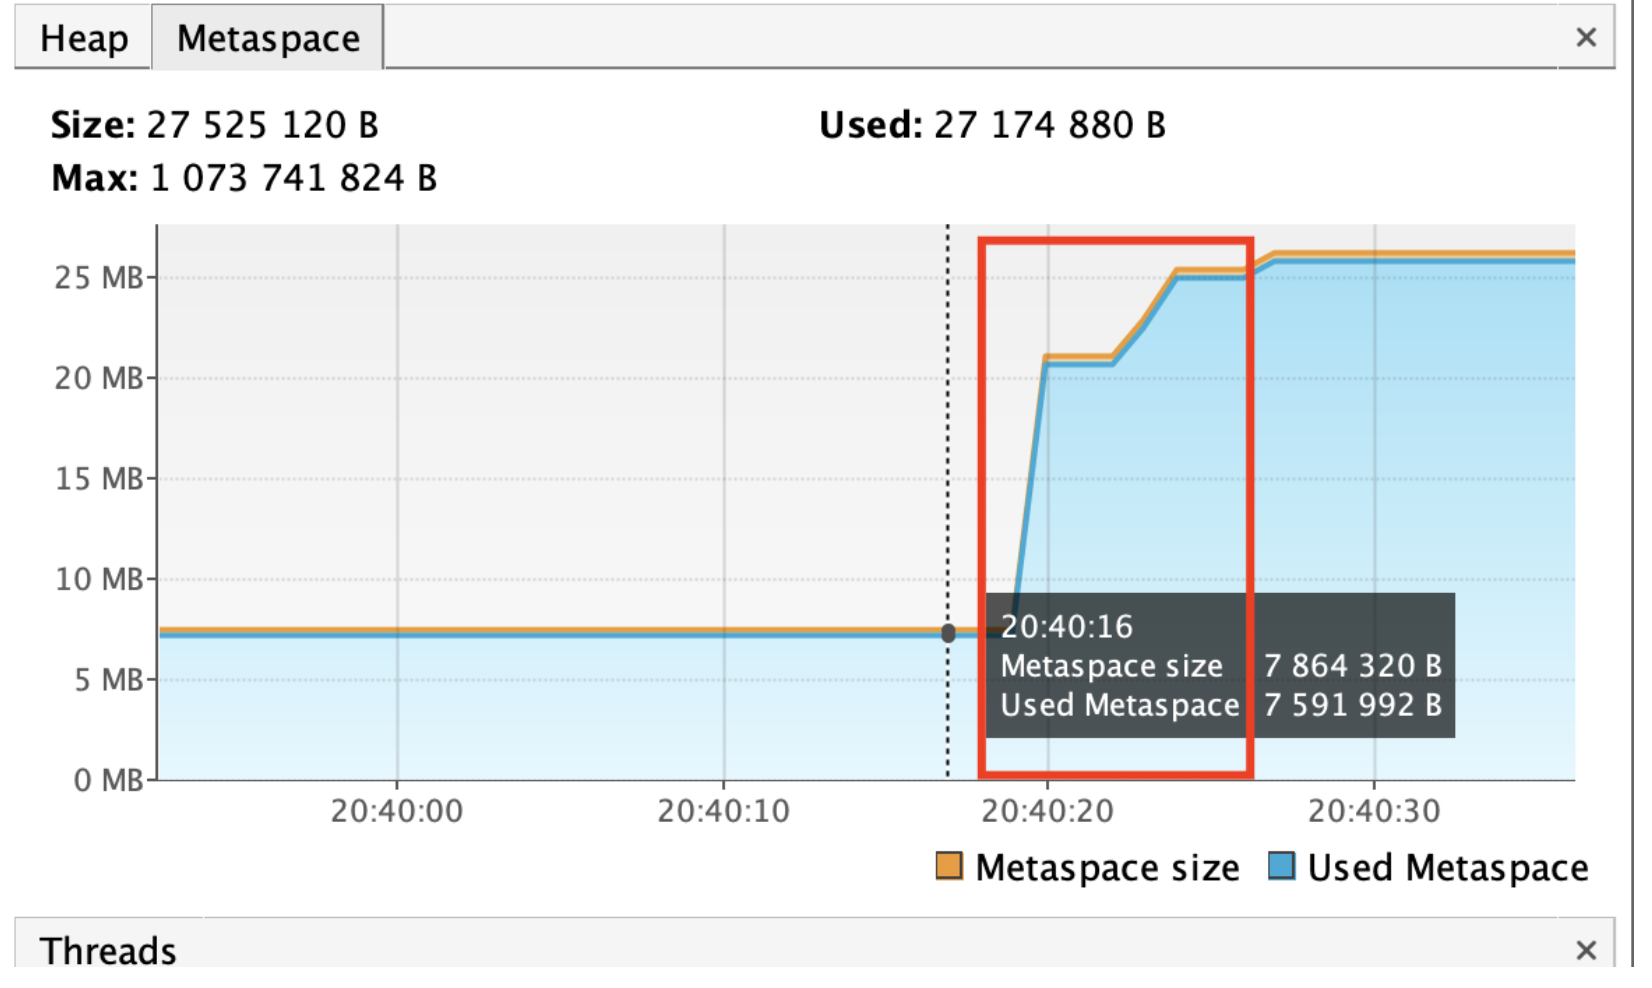 Heap Metaspace ×
Size: 27 525 120 B Used: 27 174 880 B
Max: 1 073 741 824 B
25 MB
20 MB
15 MB
10 MB
5 MB
0 MB
20:40:16
Metaspace size 7 864 320 B
Used Metaspace 7 591 992 B
20:40:00 20:40:10 20:40:20 20:40:30
Metaspace size Used Metaspace
Threads ×